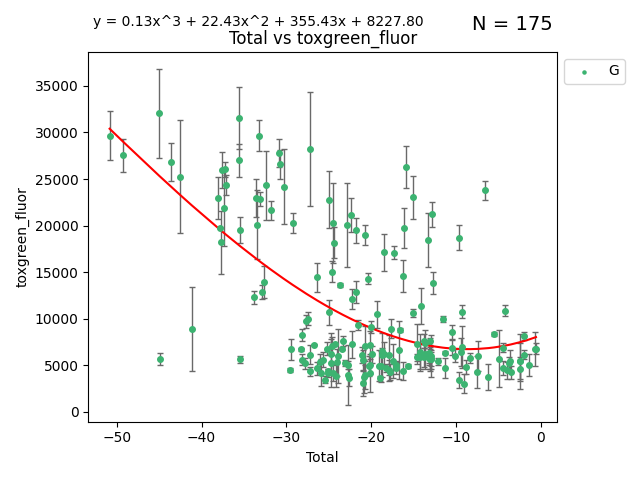 y = 0.13x^3 + 22.43x^2 + 355.43x + 8227.80
N = 175
Total vs toxgreen_fluor
G
35000
30000
25000
20000
15000
10000
5000
0
toxgreen_fluor
−50 −40 −30 −20 −10 0
Total